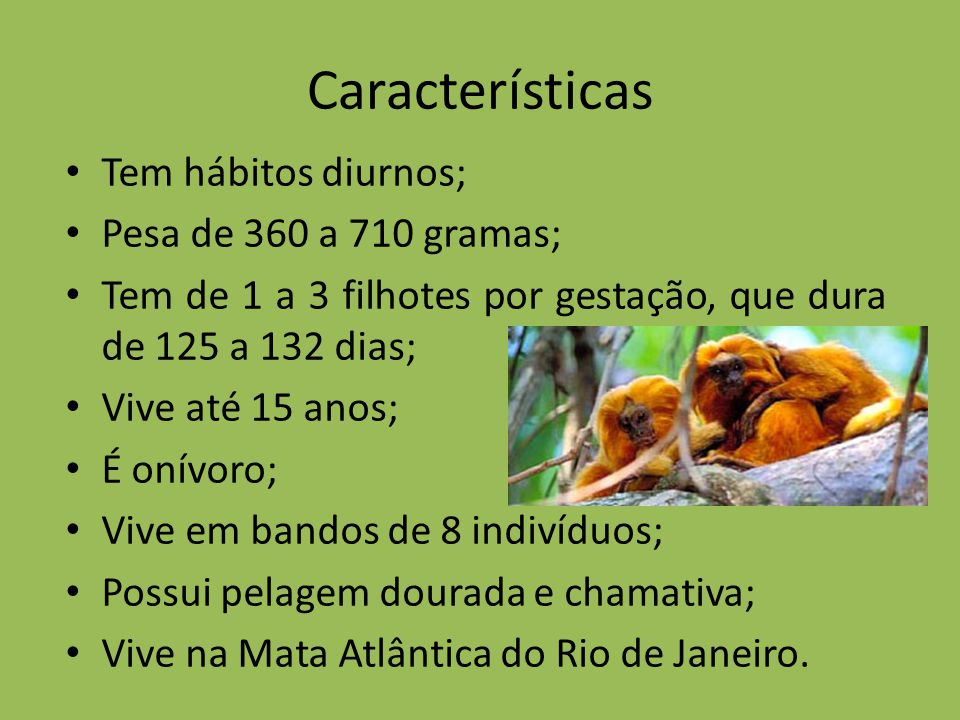 Características
• Tem hábitos diurnos;
• Pesa de 360 a 710 gramas;
• Tem de 1 a 3 filhotes por gestação, que dura
de 125 a 132 dias;
• Vive até 15 anos;
• É onívoro;
• Vive em bandos de 8 indivíduos;
• Possui pelagem dourada e chamativa;
• Vive na Mata Atlântica do Rio de Janeiro.